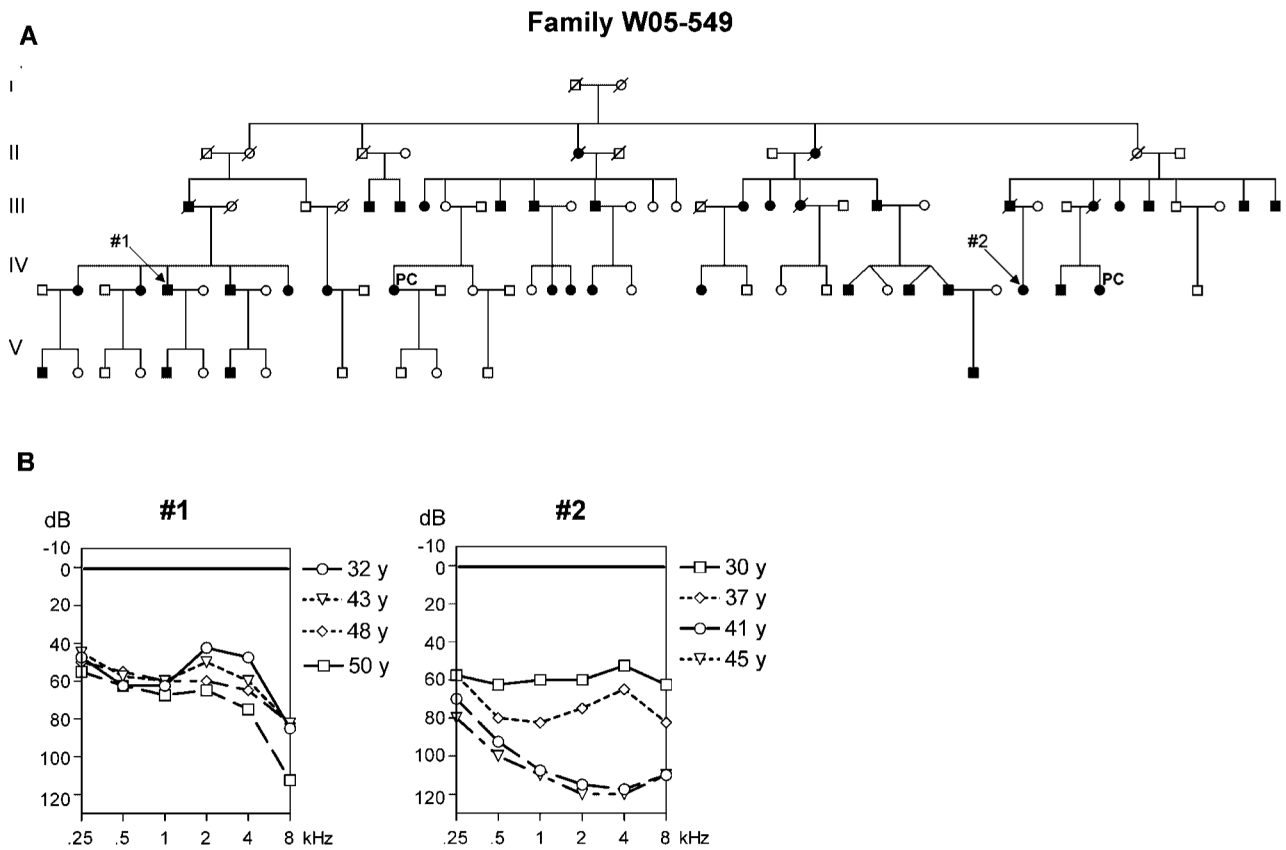 Family W05-549
A
I
II
III
#1
#2
IV
PC
PC
V
B
#1
#2
dB
dB
-10
0
20
40
60
80
100
120
.25 .5 1 2 4 8 kHz
32 y
43 y
48 y
50 y
-10
0
20
40
60
80
100
120
.25 .5 1 2 4 8 kHz
30 y
37 y
41 y
45 y